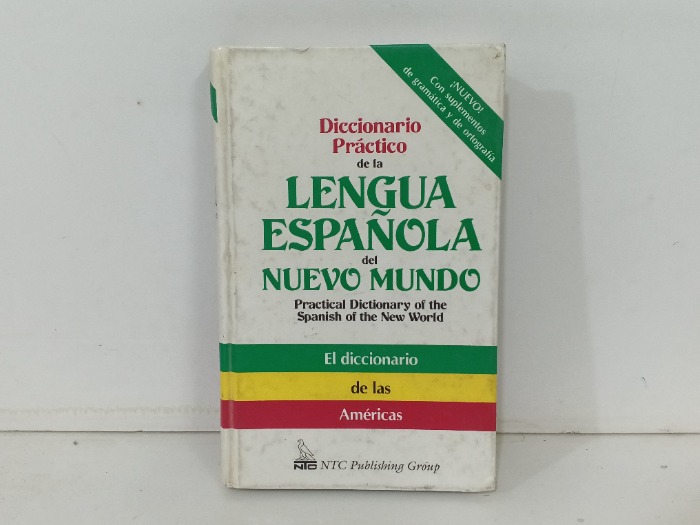 ¡NUEVO!
Con suplementos
de gramática y de ortografía
Diccionario
Práctico
de la
LENGUA
ESPAÑOLA
del
NUEVO MUNDO
Practical Dictionary of the
Spanish of the New World
El diccionario
de las
Américas
NTC NTC Publishing Group